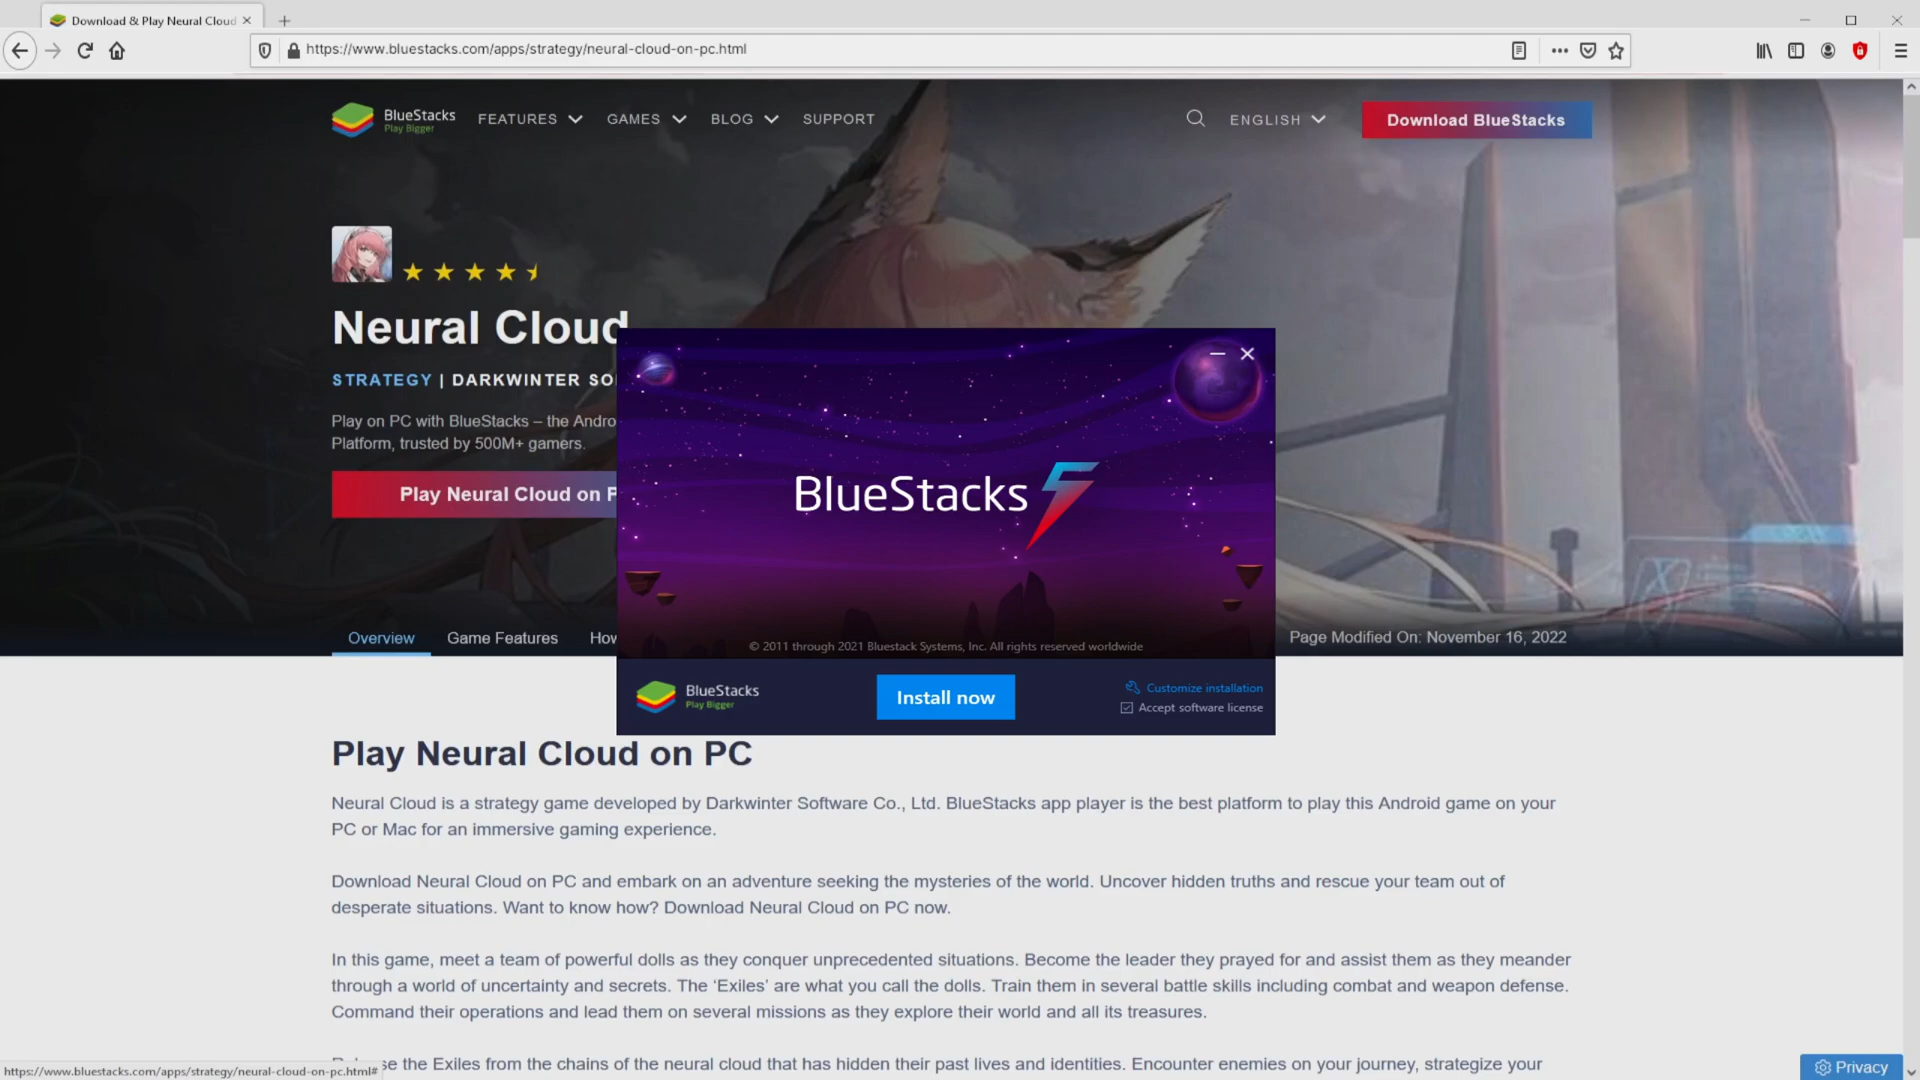 Download & Play Neural Cloud
https://www.bluestacks.com/apps/strategy/neural-cloud-on-pc.html
BlueStacks
Play Bigger
FEATURES
GAMES
BLOG
SUPPORT
ENGLISH
Download BlueStacks
Neural Cloud
STRATEGY | DARKWINTER SO
Play on PC with BlueStacks – the Andro
Platform, trusted by 500M+ gamers.
Play Neural Cloud on P
BlueStacks 5
© 2011 through 2021 Bluestack Systems, Inc. All rights reserved worldwide
BlueStacks
Play Bigger
Install now
Customize installation
Accept software license
Overview
Game Features
How
Page Modified On: November 16, 2022
Play Neural Cloud on PC
Neural Cloud is a strategy game developed by Darkwinter Software Co., Ltd. BlueStacks app player is the best platform to play this Android game on your
PC or Mac for an immersive gaming experience.
Download Neural Cloud on PC and embark on an adventure seeking the mysteries of the world. Uncover hidden truths and rescue your team out of
desperate situations. Want to know how? Download Neural Cloud on PC now.
In this game, meet a team of powerful dolls as they conquer unprecedented situations. Become the leader they prayed for and assist them as they meander
through a world of uncertainty and secrets. The ‘Exiles’ are what you call the dolls. Train them in several battle skills including combat and weapon defense.
Command their operations and lead them on several missions as they explore their world and all its treasures.
se the Exiles from the chains of the neural cloud that has hidden their past lives and identities. Encounter enemies on your journey, strategize your
https://www.bluestacks.com/apps/strategy/neural-cloud-on-pc.html#
Privacy